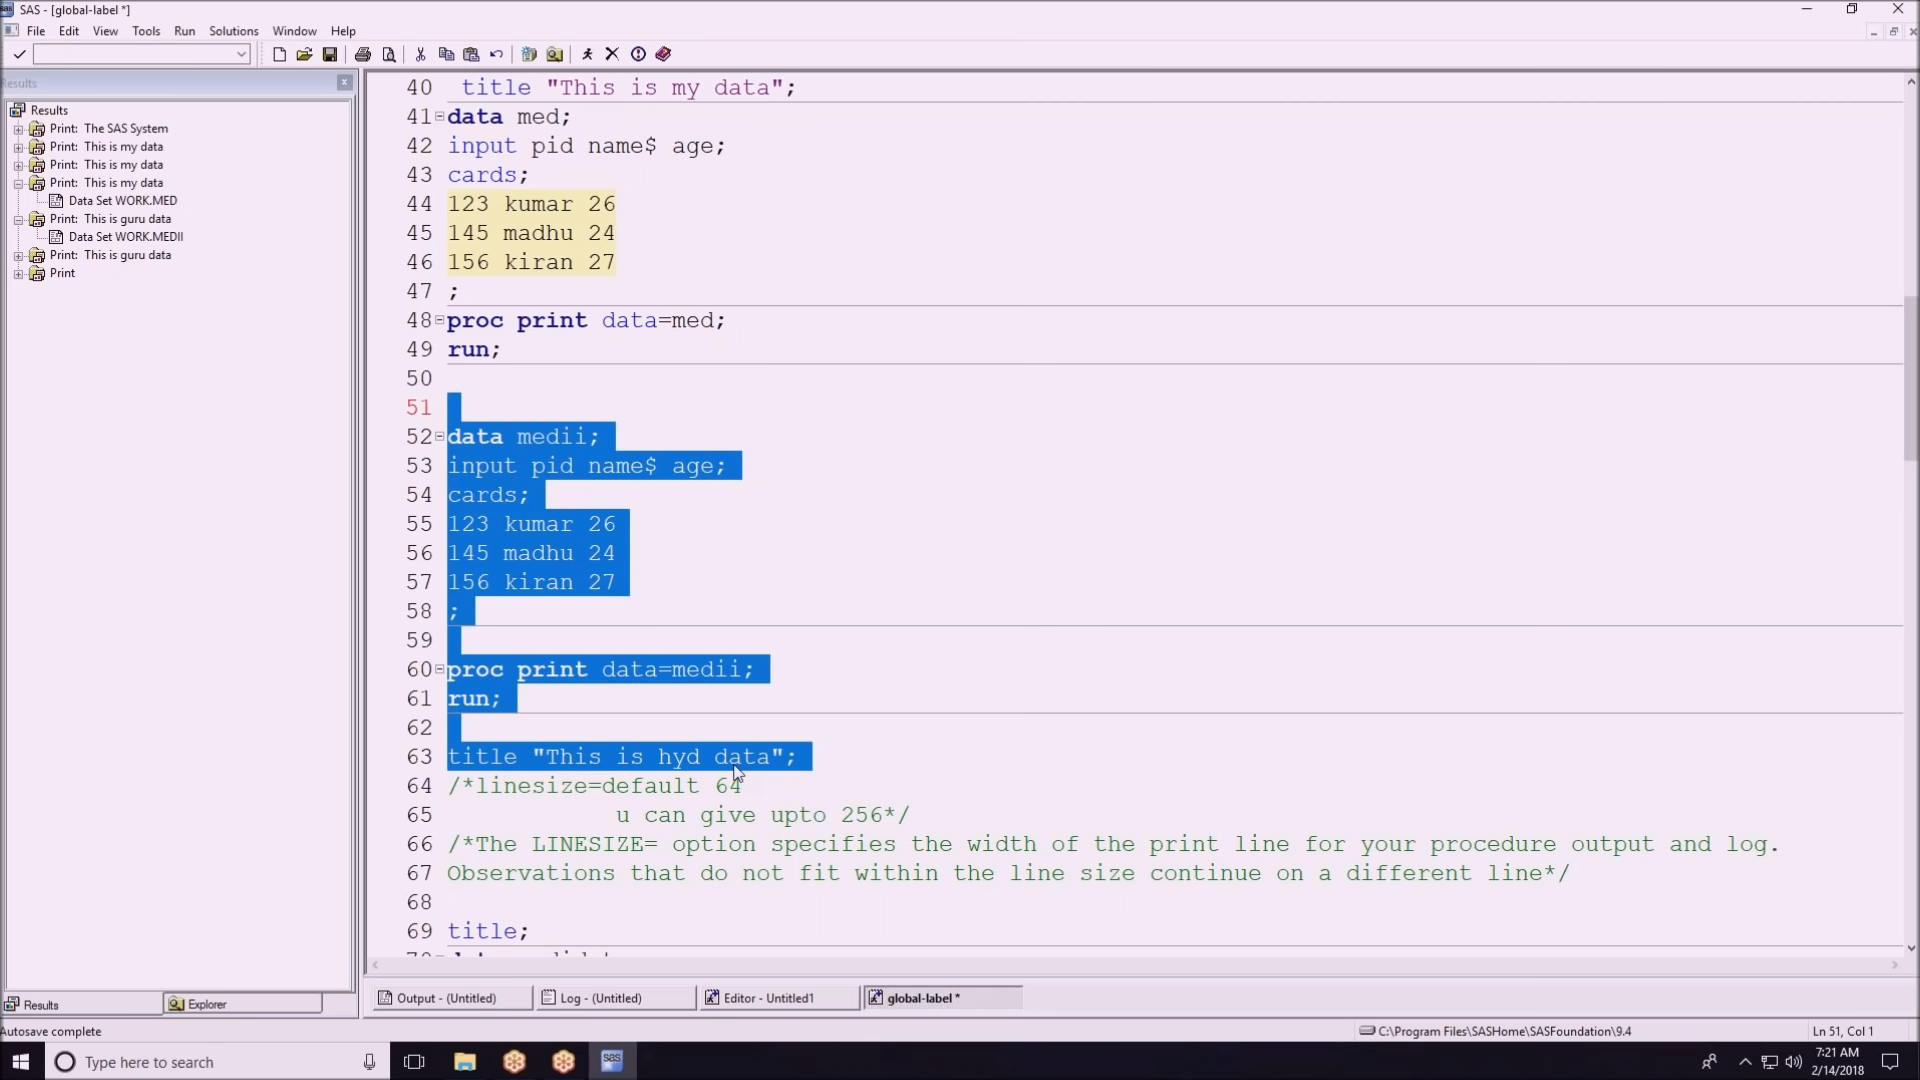 SAS - [global-label *]
File Edit View Tools Run Solutions Window Help
Results
Results
Print: The SAS System
Print: This is my data
Print: This is my data
Print: This is my data
Data Set WORK.MED
Print: This is guru data
Data Set WORK.MEDII
Print: This is guru data
Print
40 title "This is my data";
41 data med;
42 input pid name$ age;
43 cards;
44 123 kumar 26
45 145 madhu 24
46 156 kiran 27
47 ;
48 proc print data=med;
49 run;
50
51
52 data medii;
53 input pid name$ age;
54 cards;
55 123 kumar 26
56 145 madhu 24
57 156 kiran 27
58 ;
59
60 proc print data=medii;
61 run;
62
63 title "This is hyd data";
64 /*linesize=default 64
65 u can give upto 256*/
66 /*The LINESIZE= option specifies the width of the print line for your procedure output and log.
67 Observations that do not fit within the line size continue on a different line*/
68
69 title;
Results Explorer
Output - (Untitled) Log - (Untitled) Editor - Untitled1 global-label *
Autosave complete
C:\Program Files\SASHome\SASFoundation\9.4
Ln 51, Col 1
Type here to search
sas
7:21 AM
2/14/2018